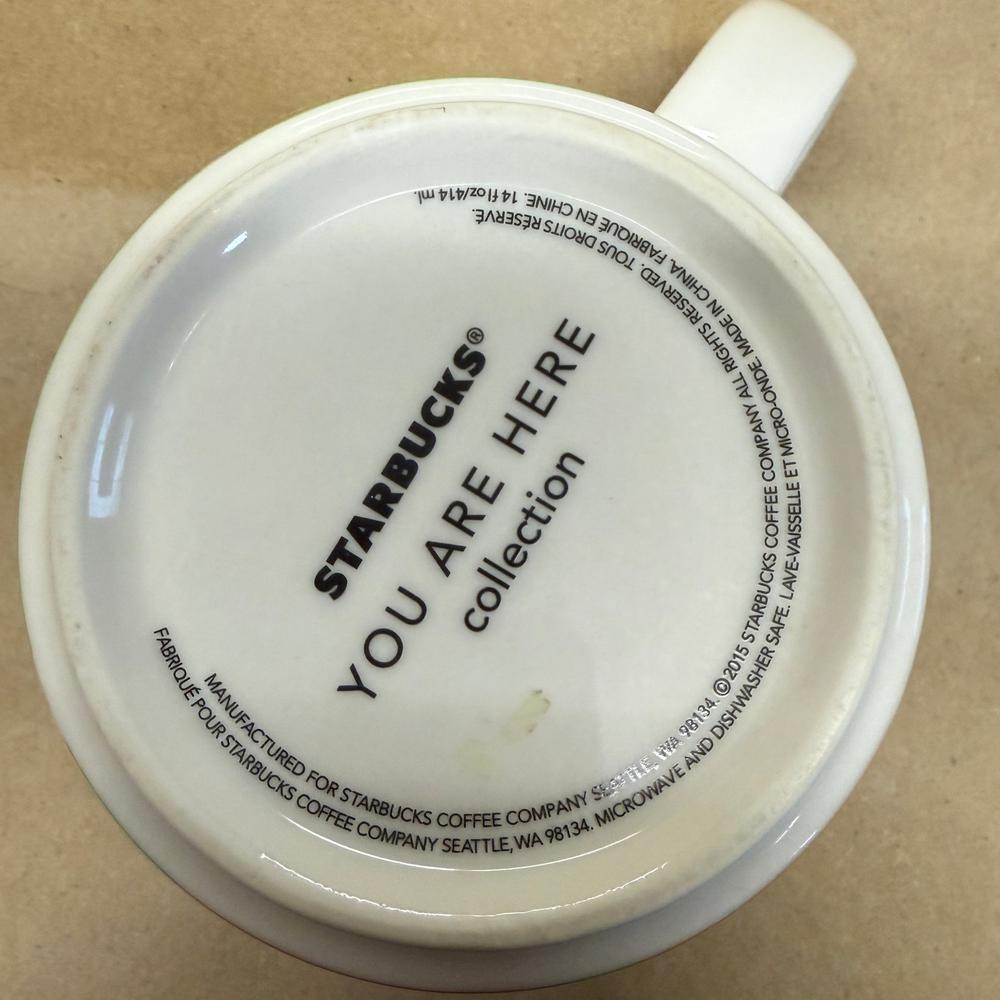 STARBUCKS®
YOU ARE HERE
collection
MANUFACTURED FOR STARBUCKS COFFEE COMPANY SEATTLE, WA 98134. ©2015 STARBUCKS COFFEE COMPANY ALL RIGHTS RESERVED. TOUS DROITS RÉSERVÉ.
FABRIQUÉ POUR STARBUCKS COFFEE COMPANY SEATTLE, WA 98134. MICROWAVE AND DISHWASHER SAFE. LAVE-VAISSELLE ET MICRO-ONDE. MADE IN CHINA. FABRIQUÉ EN CHINE. 14 fl oz/414 ml.